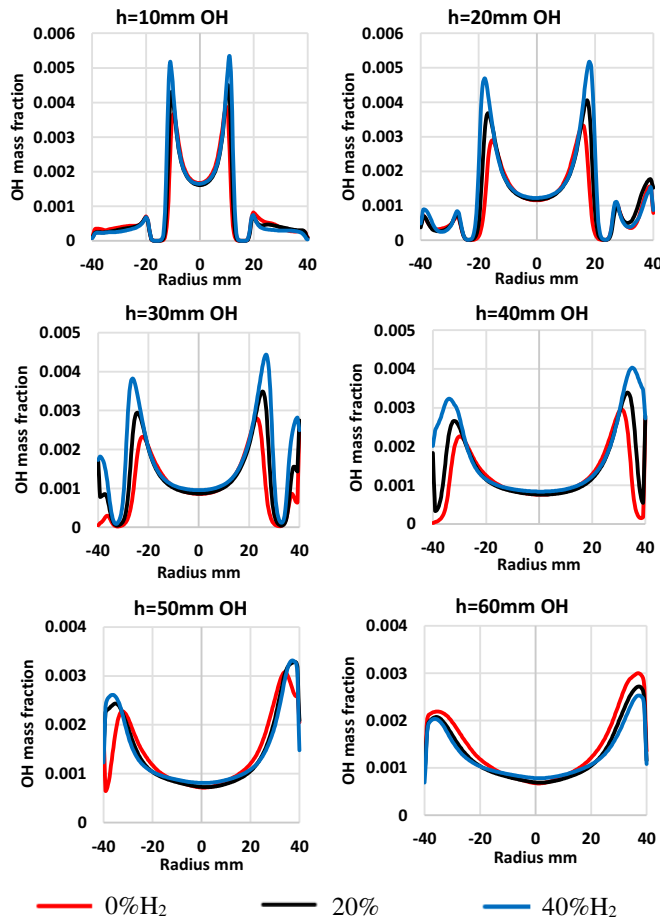 h=10mm OH
OH mass fraction
0.006
0.005
0.004
0.003
0.002
0.001
0
-40 -20 0 20 40
Radius mm
h=20mm OH
OH mass fraction
0.006
0.005
0.004
0.003
0.002
0.001
0
-40 -20 0 20 40
Radius mm
h=30mm OH
OH mass fraction
0.005
0.004
0.003
0.002
0.001
0
-40 -20 0 20 40
Radius mm
h=40mm OH
OH mass fraction
0.005
0.004
0.003
0.002
0.001
0
-40 -20 0 20 40
Radius mm
h=50mm OH
OH mass fraction
0.004
0.003
0.002
0.001
0
-40 -20 0 20 40
Radius mm
h=60mm OH
OH mass fraction
0.004
0.003
0.002
0.001
0
-40 -20 0 20 40
Radius mm
0%H₂ 20% 40%H₂